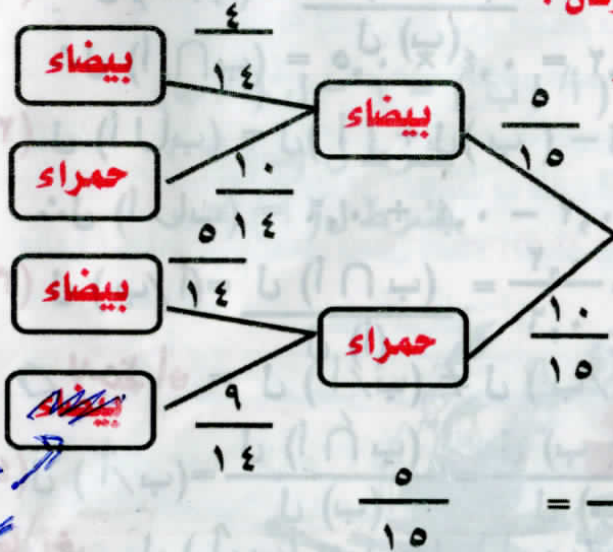 ٤/١٤
بيضاء
بيضاء
٥/١٥
حمراء
١٠/١٤
٥/١٤
بيضاء
حمراء
١٠/١٥
بيضاء
٩/١٤
= ٥/١٥